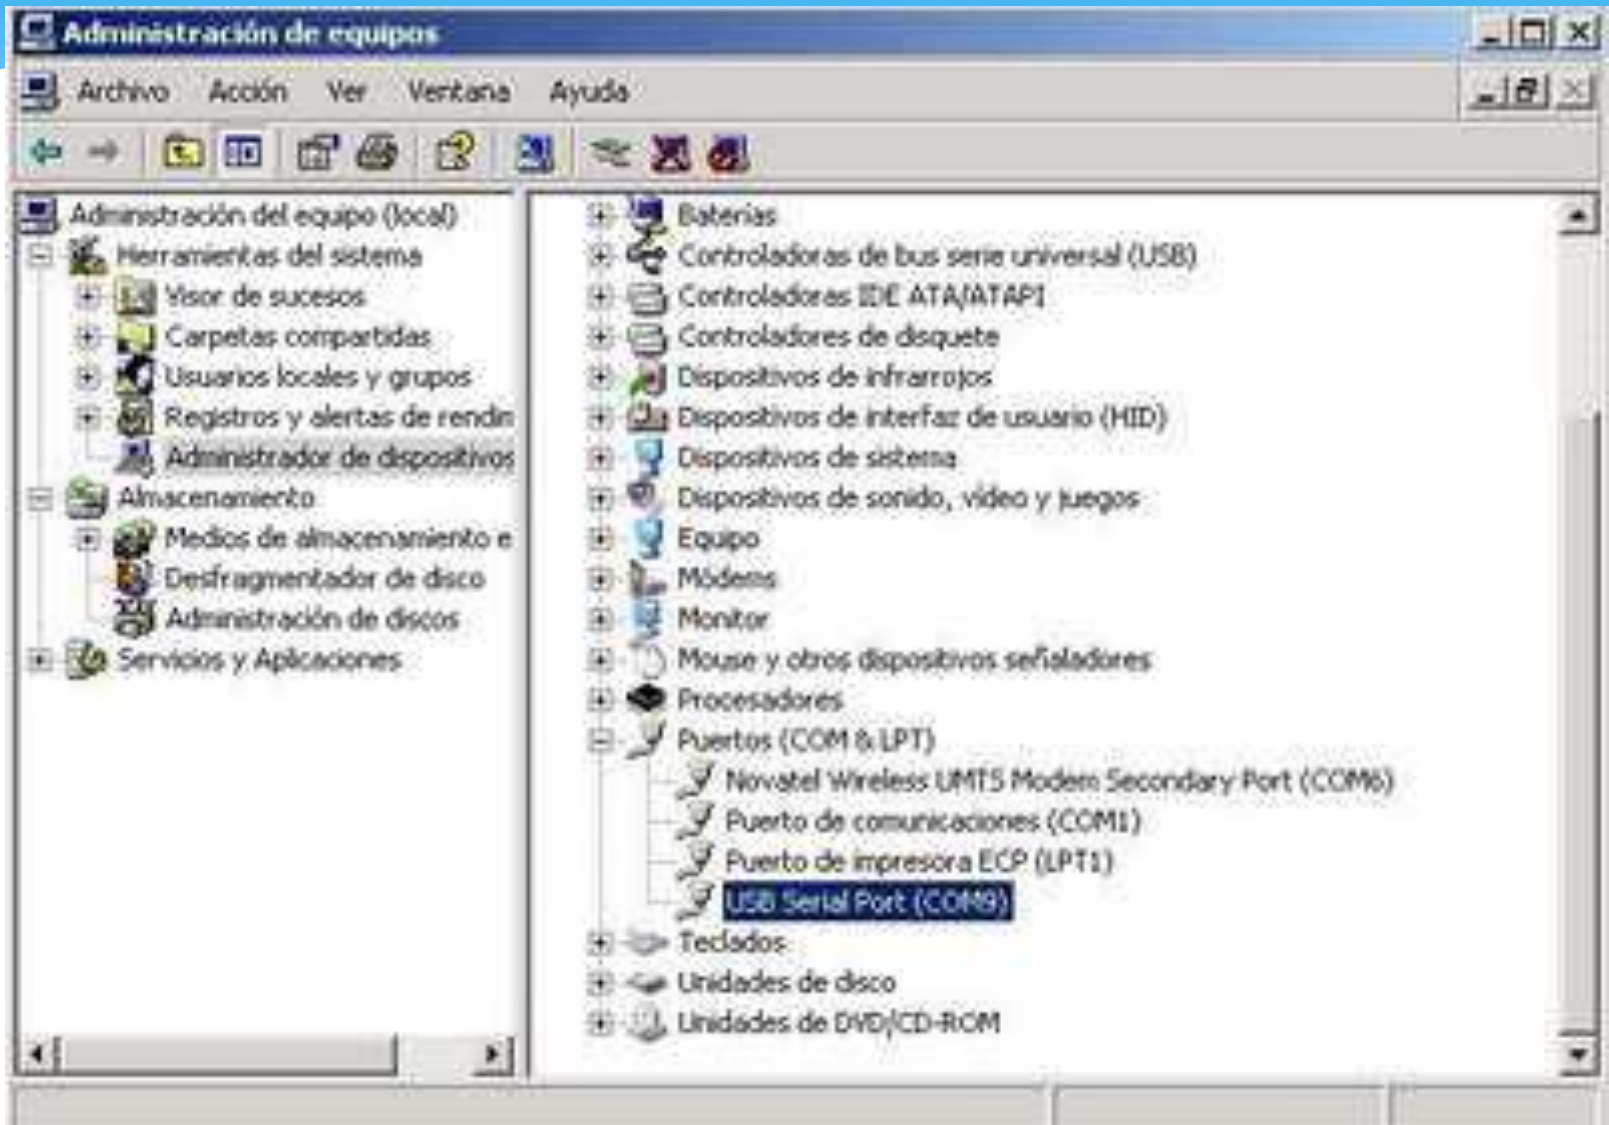 Administración de equipos
Archivo Acción Ver Ventana Ayuda
Administración del equipo (local)
Herramientas del sistema
Visor de sucesos
Carpetas compartidas
Usuarios locales y grupos
Registros y alertas de rendin
Administrador de dispositivos
Almacenamiento
Medios de almacenamiento e
Desfragmentador de disco
Administración de discos
Servicios y Aplicaciones
Baterías
Controladoras de bus serie universal (USB)
Controladoras IDE ATA/ATAPI
Controladores de disquete
Dispositivos de infrarrojos
Dispositivos de interfaz de usuario (HID)
Dispositivos de sistema
Dispositivos de sonido, vídeo y juegos
Equipo
Módems
Monitor
Mouse y otros dispositivos señaladores
Procesadores
Puertos (COM & LPT)
Novatel Wireless UMTS Modem Secondary Port (COM6)
Puerto de comunicaciones (COM1)
Puerto de impresora ECP (LPT1)
USB Serial Port (COM9)
Teclados
Unidades de disco
Unidades de DVD/CD-ROM